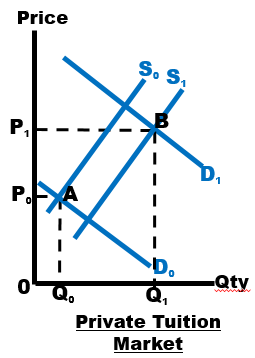 Price
S₀
S₁
P₁
B
D₁
P₀
A
D₀
0
Q₀
Q₁
Qty
Private Tuition
Market